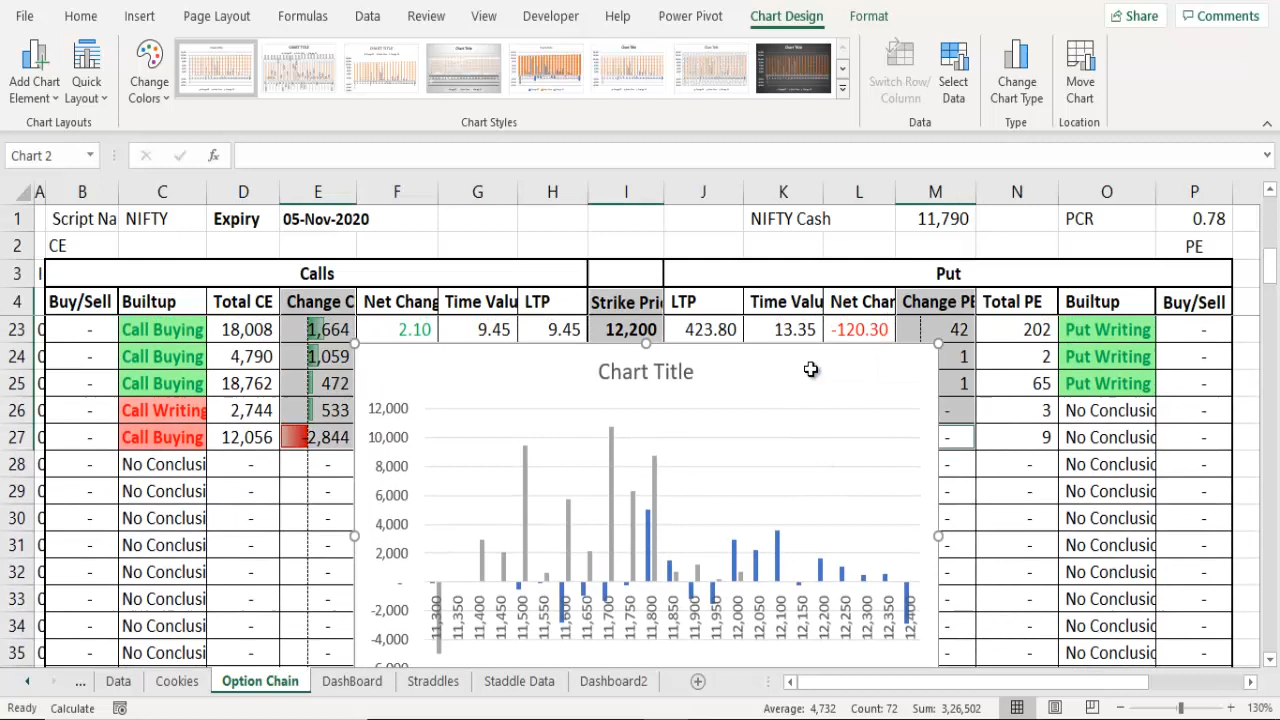 File Home Insert Page Layout Formulas Data Review View Developer Help Power Pivot Chart Design Format Share Comments
Add Chart Element Quick Layout Change Colors Switch Row/ Column Select Data Change Chart Type Move Chart
Chart Layouts Chart Styles Data Type Location
Chart 2 fx
A B C D E F G H I J K L M N O P
1 Script Na NIFTY Expiry 05-Nov-2020 NIFTY Cash 11,790 PCR 0.78
2 CE PE
3 Calls Put
4 Buy/Sell Builtup Total CE Change C Net Chang Time Valu LTP Strike Pri LTP Time Valu Net Char Change PE Total PE Builtup Buy/Sell
23 - Call Buying 18,008 1,664 2.10 9.45 9.45 12,200 423.80 13.35 -120.30 42 202 Put Writing -
24 - Call Buying 4,790 1,059 1 2 Put Writing -
25 - Call Buying 18,762 472 1 65 Put Writing -
26 - Call Writing 2,744 533 - 3 No Conclusio -
27 - Call Buying 12,056 -2,844 - 9 No Conclusio -
28 - No Conclusi - - - No Conclusio -
29 - No Conclusi - - - No Conclusio -
30 - No Conclusi - - - No Conclusio -
31 - No Conclusi - - - No Conclusio -
32 - No Conclusi - - - No Conclusio -
33 - No Conclusi - - - No Conclusio -
34 - No Conclusi - - - No Conclusio -
35 - No Conclusi - - - No Conclusio -
Chart Title
12,000
10,000
8,000
6,000
4,000
2,000
-
-2,000
-4,000
11,300 11,350 11,400 11,450 11,500 11,550 11,600 11,650 11,700 11,750 11,800 11,850 11,900 11,950 12,000 12,050 12,100 12,150 12,200 12,250 12,300 12,350 12,400
... Data Cookies Option Chain DashBoard Straddles Staddle Data Dashboard2
Ready Calculate Average: 4,732 Count: 72 Sum: 3,26,502 130%